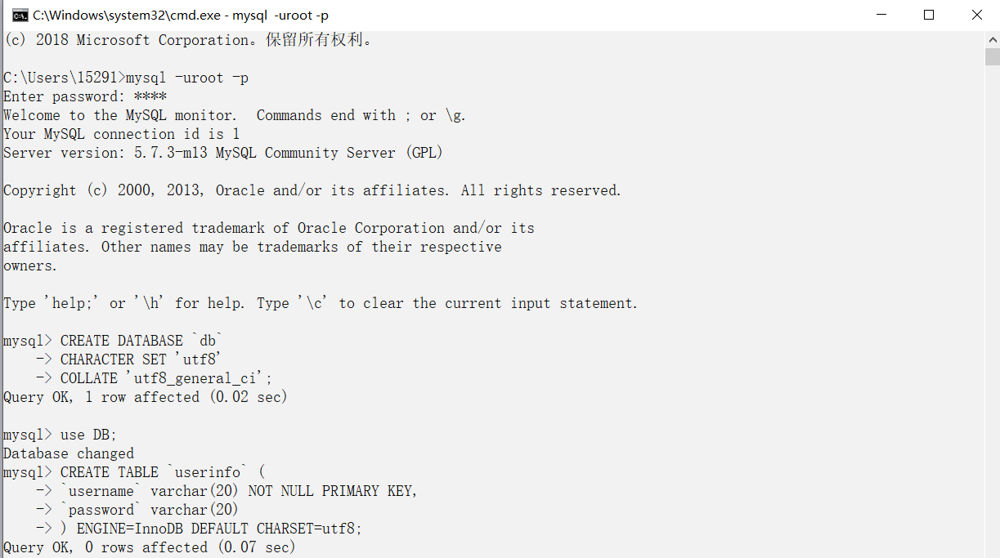 C:\Windows\system32\cmd.exe - mysql  -uroot -p
(c) 2018 Microsoft Corporation。保留所有权利。
C:\Users\15291>mysql -uroot -p
Enter password: ****
Welcome to the MySQL monitor.  Commands end with ; or \g.
Your MySQL connection id is 1
Server version: 5.7.3-m13 MySQL Community Server (GPL)
Copyright (c) 2000, 2013, Oracle and/or its affiliates. All rights reserved.
Oracle is a registered trademark of Oracle Corporation and/or its
affiliates. Other names may be trademarks of their respective
owners.
Type 'help;' or '\h' for help. Type '\c' to clear the current input statement.
mysql> CREATE DATABASE `db`
    -> CHARACTER SET 'utf8'
    -> COLLATE 'utf8_general_ci';
Query OK, 1 row affected (0.02 sec)
mysql> use DB;
Database changed
mysql> CREATE TABLE `userinfo` (
    -> `username` varchar(20) NOT NULL PRIMARY KEY,
    -> `password` varchar(20)
    -> ) ENGINE=InnoDB DEFAULT CHARSET=utf8;
Query OK, 0 rows affected (0.07 sec)